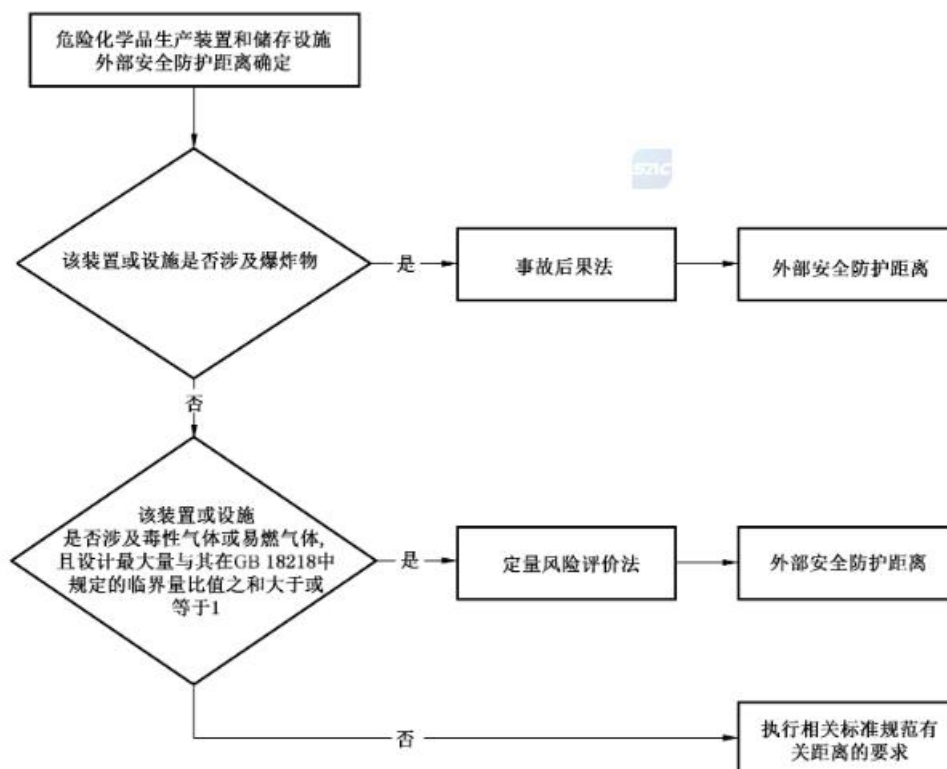 危险化学品生产装置和储存设施
外部安全防护距离确定
该装置或设施是否涉及爆炸物
是
事故后果法
外部安全防护距离
否
该装置或设施
是否涉及毒性气体或易燃气体,
且设计最大量与其在GB 18218中
规定的临界量比值之和大于或
等于1
是
定量风险评价法
外部安全防护距离
否
执行相关标准规范有
关距离的要求